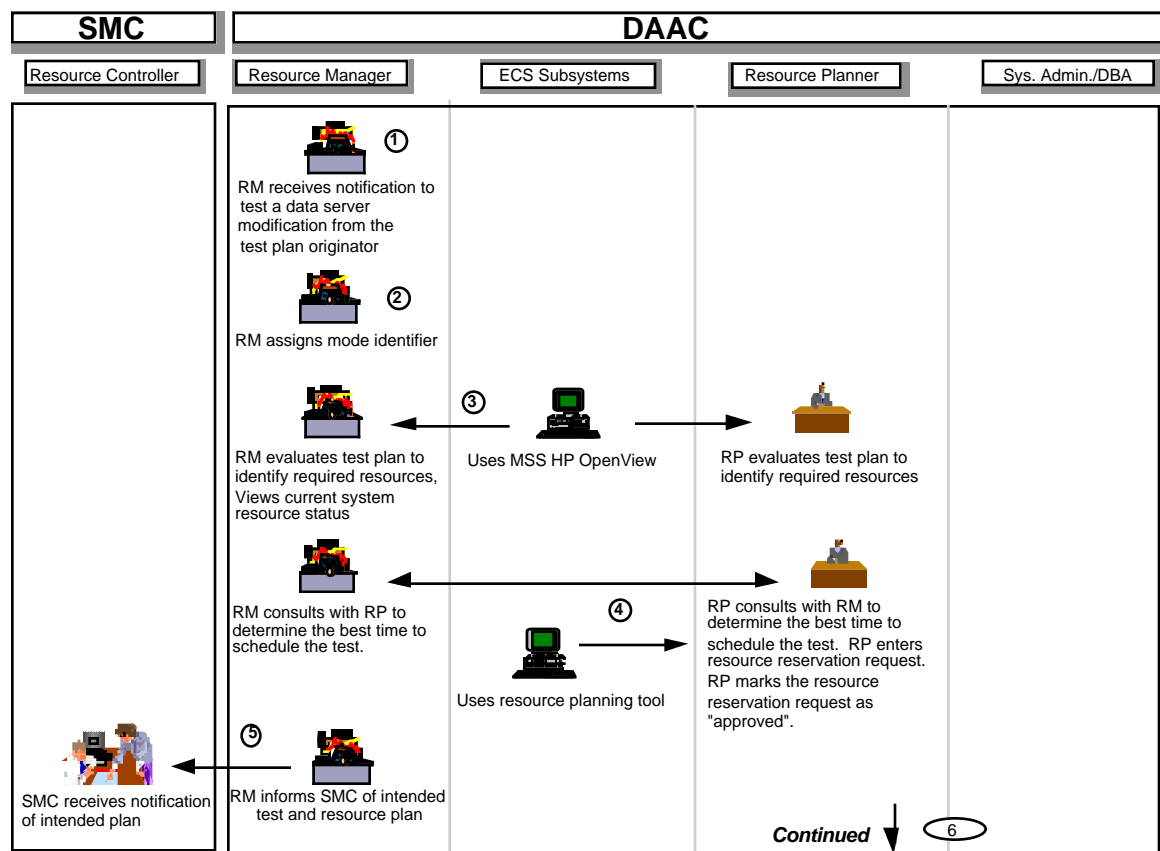 SMC
DAAC
Resource Controller
Resource Manager
ECS Subsystems
Resource Planner
Sys. Admin./DBA
1
RM receives notification to
test a data server
modification from the
test plan originator
2
RM assigns mode identifier
3
RM evaluates test plan to
identify required resources,
Views current system
resource status
Uses MSS HP OpenView
RP evaluates test plan to
identify required resources
RM consults with RP to
determine the best time to
schedule the test.
4
Uses resource planning tool
RP consults with RM to
determine the best time to
schedule the test. RP enters
resource reservation request.
RP marks the resource
reservation request as
"approved".
5
SMC receives notification
of intended plan
RM informs SMC of intended
test and resource plan
Continued
6